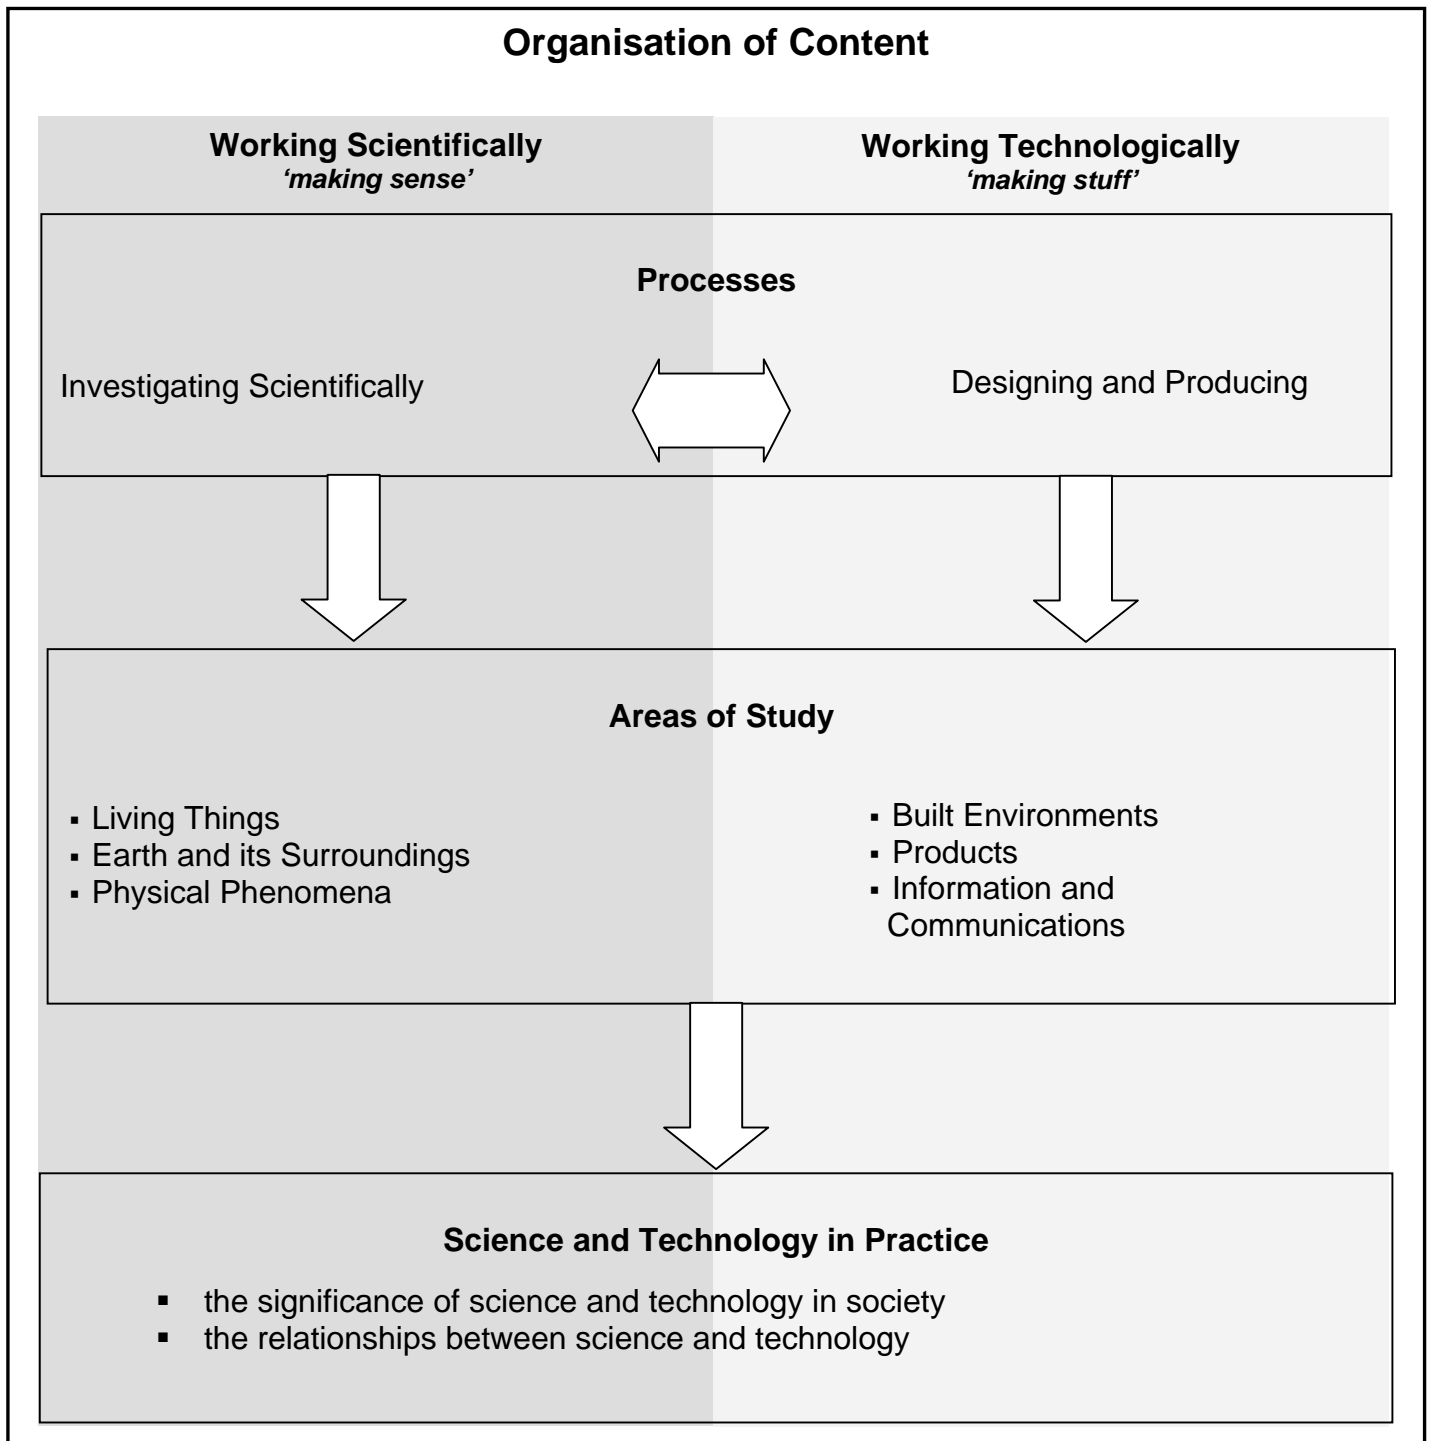 Organisation of Content
Working Scientifically
‘making sense’
Working Technologically
‘making stuff’
Processes
Investigating Scientifically
Designing and Producing
Areas of Study
▪ Living Things
▪ Earth and its Surroundings
▪ Physical Phenomena
▪ Built Environments
▪ Products
▪ Information and
Communications
Science and Technology in Practice
▪ the significance of science and technology in society
▪ the relationships between science and technology